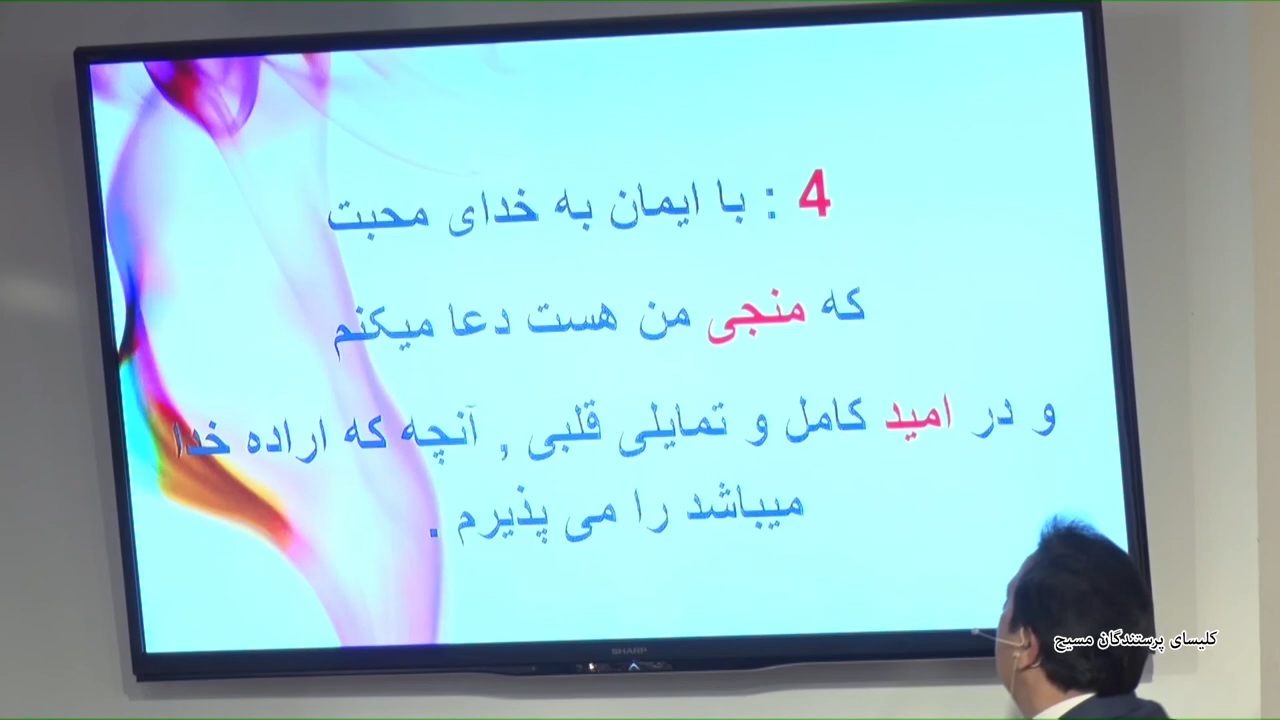 4 : با ایمان به خدای محبت
که منجی من هست دعا میکنم
و در امید کامل و تمایلی قلبی , آنچه که اراده خدا
میباشد را می پذیرم .
SHARP
کلیسای پرستندگان مسیح